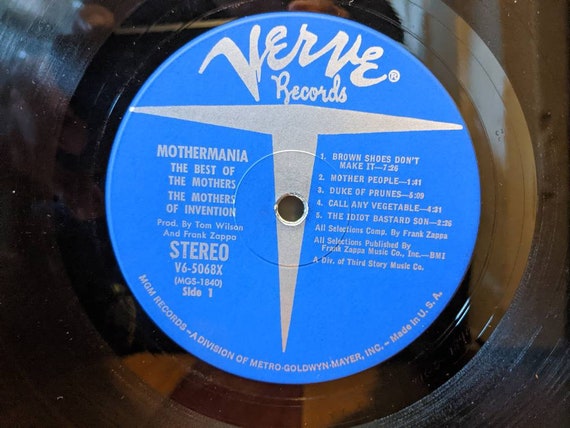 VERVE®
Records
MOTHERMANIA
THE BEST OF
THE MOTHERS
THE MOTHERS
OF INVENTION
Prod. By Tom Wilson
And Frank Zappa
STEREO
V6-5068X
(MGS-1840)
Side 1
1. BROWN SHOES DON'T
MAKE IT—7:26
2. MOTHER PEOPLE—1:41
3. DUKE OF PRUNES—5:09
4. CALL ANY VEGETABLE—4:31
5. THE IDIOT BASTARD SON—2:26
All Selections Comp. By Frank Zappa
All Selections Published By
Frank Zappa Music Co., Inc.—BMI
A Div. of Third Story Music Co.
MGM RECORDS—A DIVISION OF METRO-GOLDWYN-MAYER, INC.—Made in U.S.A.